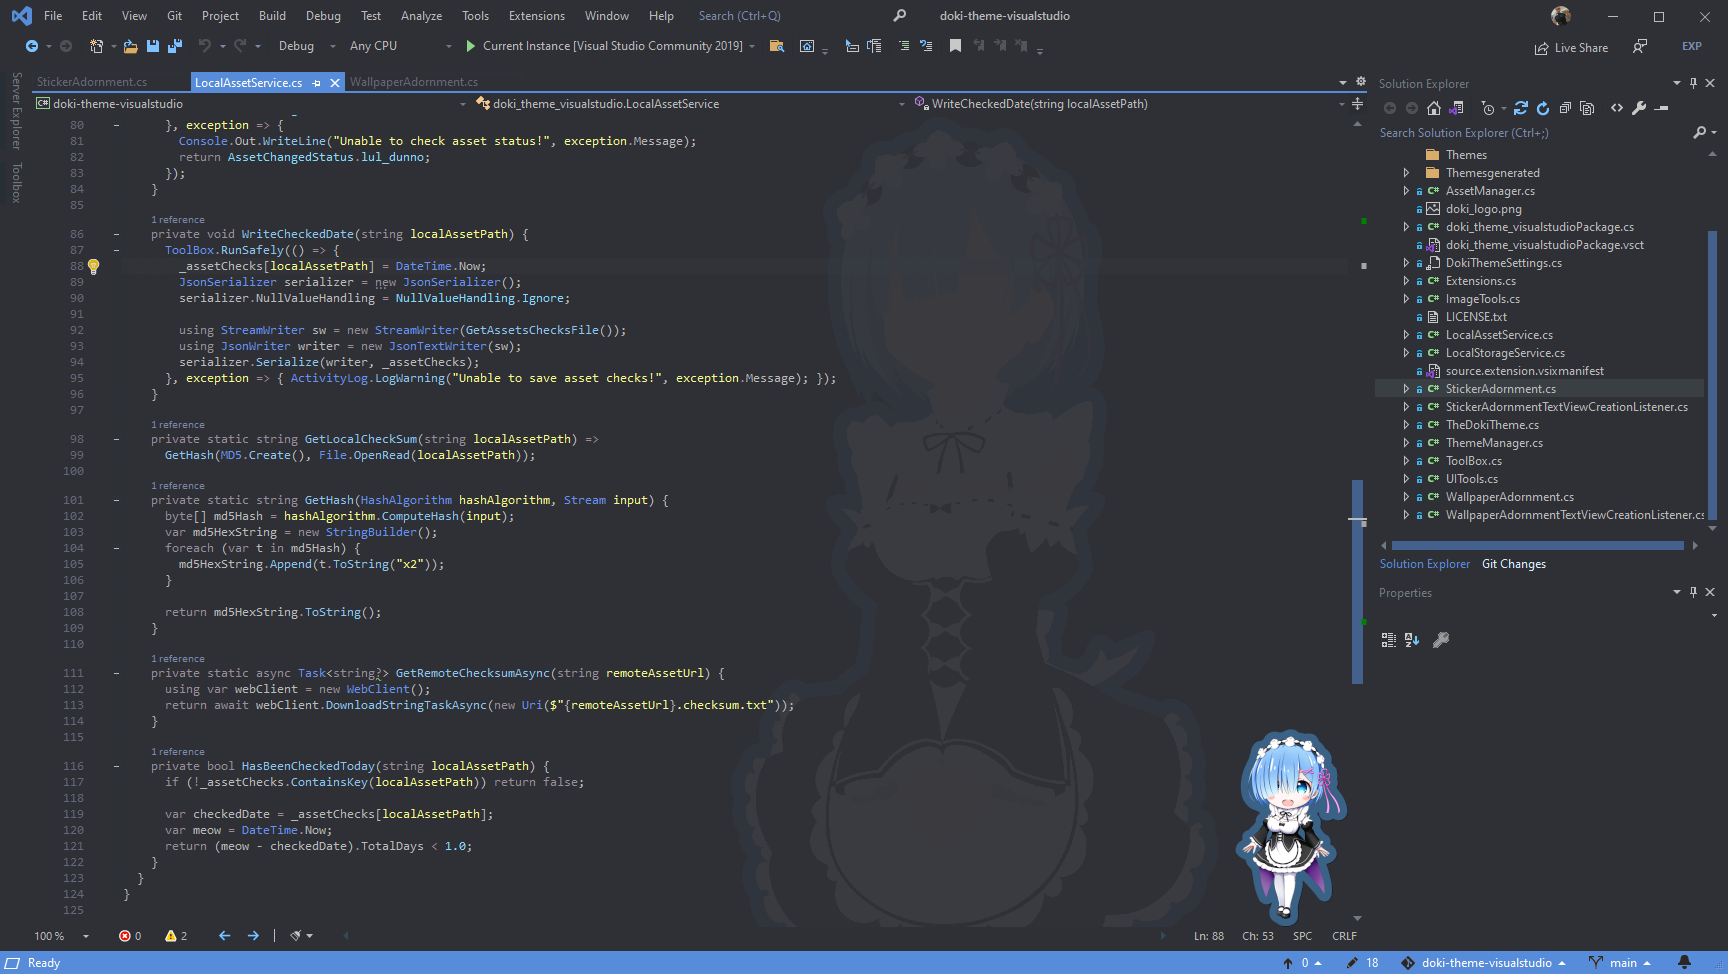 File Edit View Git Project Build Debug Test Analyze Tools Extensions Window Help Search (Ctrl+Q) doki-theme-visualstudio
Debug Any CPU Current Instance [Visual Studio Community 2019] Live Share EXP
Server Explorer
Toolbox
StickerAdornment.cs LocalAssetService.cs WallpaperAdornment.cs
doki-theme-visualstudio doki_theme_visualstudio.LocalAssetService WriteCheckedDate(string localAssetPath)
80 }, exception => {
81 Console.Out.WriteLine("Unable to check asset status!", exception.Message);
82 return AssetChangedStatus.lul_dunno;
83 });
84 }
85
1 reference
86 private void WriteCheckedDate(string localAssetPath) {
87 ToolBox.RunSafely(() => {
88 _assetChecks[localAssetPath] = DateTime.Now;
89 JsonSerializer serializer = new JsonSerializer();
90 serializer.NullValueHandling = NullValueHandling.Ignore;
91
92 using StreamWriter sw = new StreamWriter(GetAssetsChecksFile());
93 using JsonWriter writer = new JsonTextWriter(sw);
94 serializer.Serialize(writer, _assetChecks);
95 }, exception => { ActivityLog.LogWarning("Unable to save asset checks!", exception.Message); });
96 }
97
1 reference
98 private static string GetLocalCheckSum(string localAssetPath) =>
99 GetHash(MD5.Create(), File.OpenRead(localAssetPath));
100
1 reference
101 private static string GetHash(HashAlgorithm hashAlgorithm, Stream input) {
102 byte[] md5Hash = hashAlgorithm.ComputeHash(input);
103 var md5HexString = new StringBuilder();
104 foreach (var t in md5Hash) {
105 md5HexString.Append(t.ToString("x2"));
106 }
107
108 return md5HexString.ToString();
109 }
110
1 reference
111 private static async Task<string?> GetRemoteChecksumAsync(string remoteAssetUrl) {
112 using var webClient = new WebClient();
113 return await webClient.DownloadStringTaskAsync(new Uri($"{remoteAssetUrl}.checksum.txt"));
114 }
115
1 reference
116 private bool HasBeenCheckedToday(string localAssetPath) {
117 if (!_assetChecks.ContainsKey(localAssetPath)) return false;
118
119 var checkedDate = _assetChecks[localAssetPath];
120 var meow = DateTime.Now;
121 return (meow - checkedDate).TotalDays < 1.0;
122 }
123 }
124 }
125
100 % 0 2 Ln: 88 Ch: 53 SPC CRLF
Solution Explorer
Search Solution Explorer (Ctrl+;)
Themes
Themesgenerated
C# AssetManager.cs
doki_logo.png
C# doki_theme_visualstudioPackage.cs
doki_theme_visualstudioPackage.vsct
DokiThemeSettings.cs
C# Extensions.cs
C# ImageTools.cs
LICENSE.txt
C# LocalAssetService.cs
C# LocalStorageService.cs
source.extension.vsixmanifest
C# StickerAdornment.cs
C# StickerAdornmentTextViewCreationListener.cs
C# TheDokiTheme.cs
C# ThemeManager.cs
C# ToolBox.cs
C# UITools.cs
C# WallpaperAdornment.cs
C# WallpaperAdornmentTextViewCreationListener.cs
Solution Explorer Git Changes
Properties
Ready 0 18 doki-theme-visualstudio main